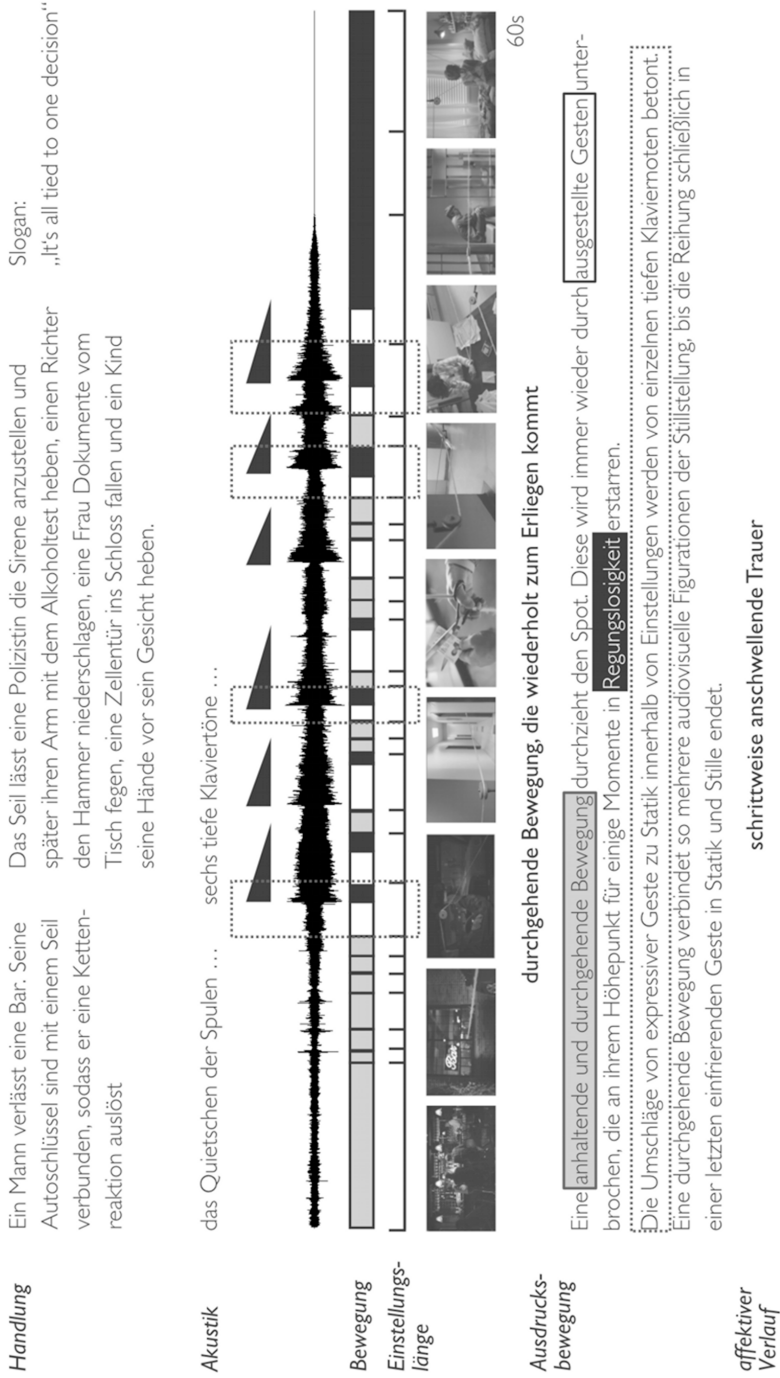 Handlung
Ein Mann verlässt eine Bar. Seine
Autoschlüssel sind mit einem Seil
verbunden, sodass er eine Ketten-
reaktion auslöst
Das Seil lässt eine Polizistin die Sirene anzustellen und
später ihren Arm mit dem Alkoholtest heben, einen Richter
den Hammer niederschlagen, eine Frau Dokumente vom
Tisch fegen, eine Zellentür ins Schloss fallen und ein Kind
seine Hände vor sein Gesicht heben.
Slogan:
„It's all tied to one decision“
Akustik
das Quietschen der Spulen …
sechs tiefe Klaviertöne …
Bewegung
Einstellungs-
länge
Bar
60s
Ausdrucks-
bewegung
durchgehende Bewegung, die wiederholt zum Erliegen kommt
Eine anhaltende und durchgehende Bewegung durchzieht den Spot. Diese wird immer wieder durch ausgestellte Gesten unter-
brochen, die an ihrem Höhepunkt für einige Momente in Regungslosigkeit erstarren.
Die Umschläge von expressiver Geste zu Statik innerhalb von Einstellungen werden von einzelnen tiefen Klaviernoten betont.
Eine durchgehende Bewegung verbindet so mehrere audiovisuelle Figurationen der Stillstellung, bis die Reihung schließlich in
einer letzten einfrierenden Geste in Statik und Stille endet.
affektiver
Verlauf
schrittweise anschwellende Trauer